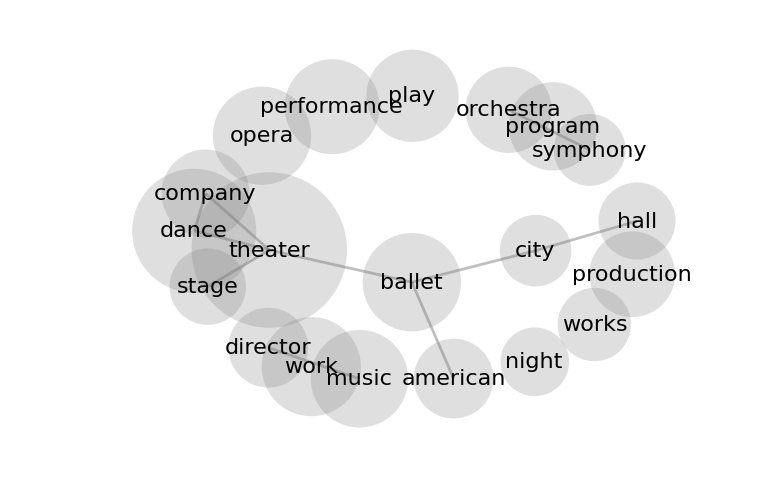 play
performance
orchestra
program
opera
symphony
company
hall
dance
theater
city
production
ballet
stage
works
director
night
work
music
american